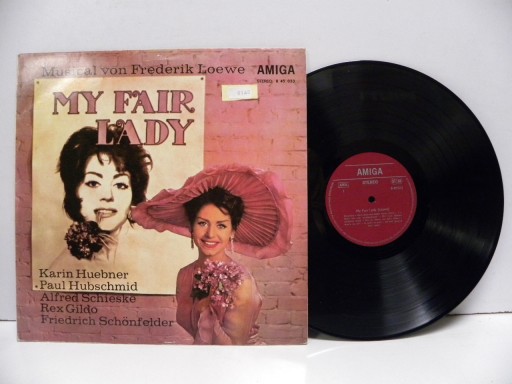 Musical von Frederik Loewe
AMIGA
STEREO
MY FAIR
LADY
Karin Huebner
Paul Hubschmid
Alfred Schieske
Rex Gildo
Friedrich Schönfelder
AMIGA
STEREO